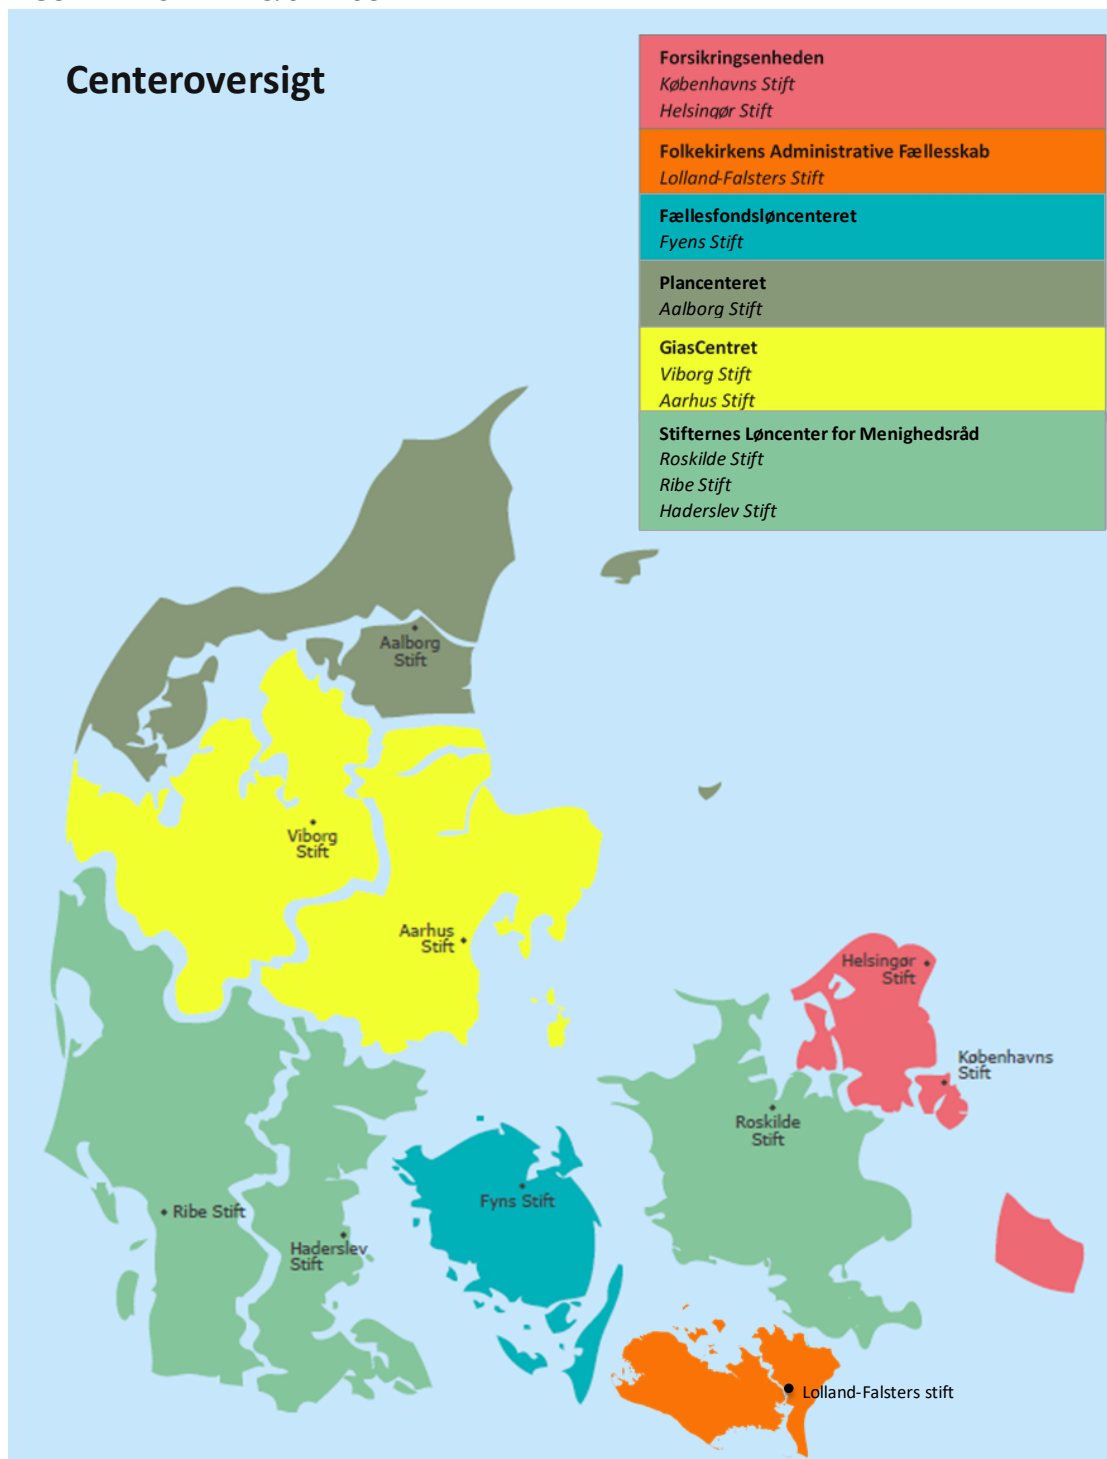 Centeroversigt
Forsikringsenheden
Københavns Stift
Helsingør Stift
Folkekirkens Administrative Fællesskab
Lolland-Falsters Stift
Fællesfondsløncenteret
Fyens Stift
Plancenteret
Aalborg Stift
GiasCentret
Viborg Stift
Aarhus Stift
Stifternes Løncenter for Menighedsråd
Roskilde Stift
Ribe Stift
Haderslev Stift
Aalborg
Stift
Viborg
Stift
Aarhus
Stift
Helsingør
Stift
Københavns
Stift
Roskilde
Stift
Fyns Stift
Ribe Stift
Haderslev
Stift
Lolland-Falsters stift